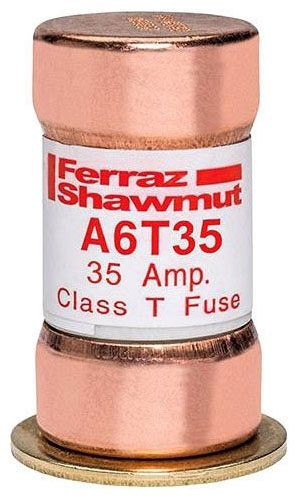 Ferraz
Shawmut
A6T35
35 Amp.
Class T Fuse